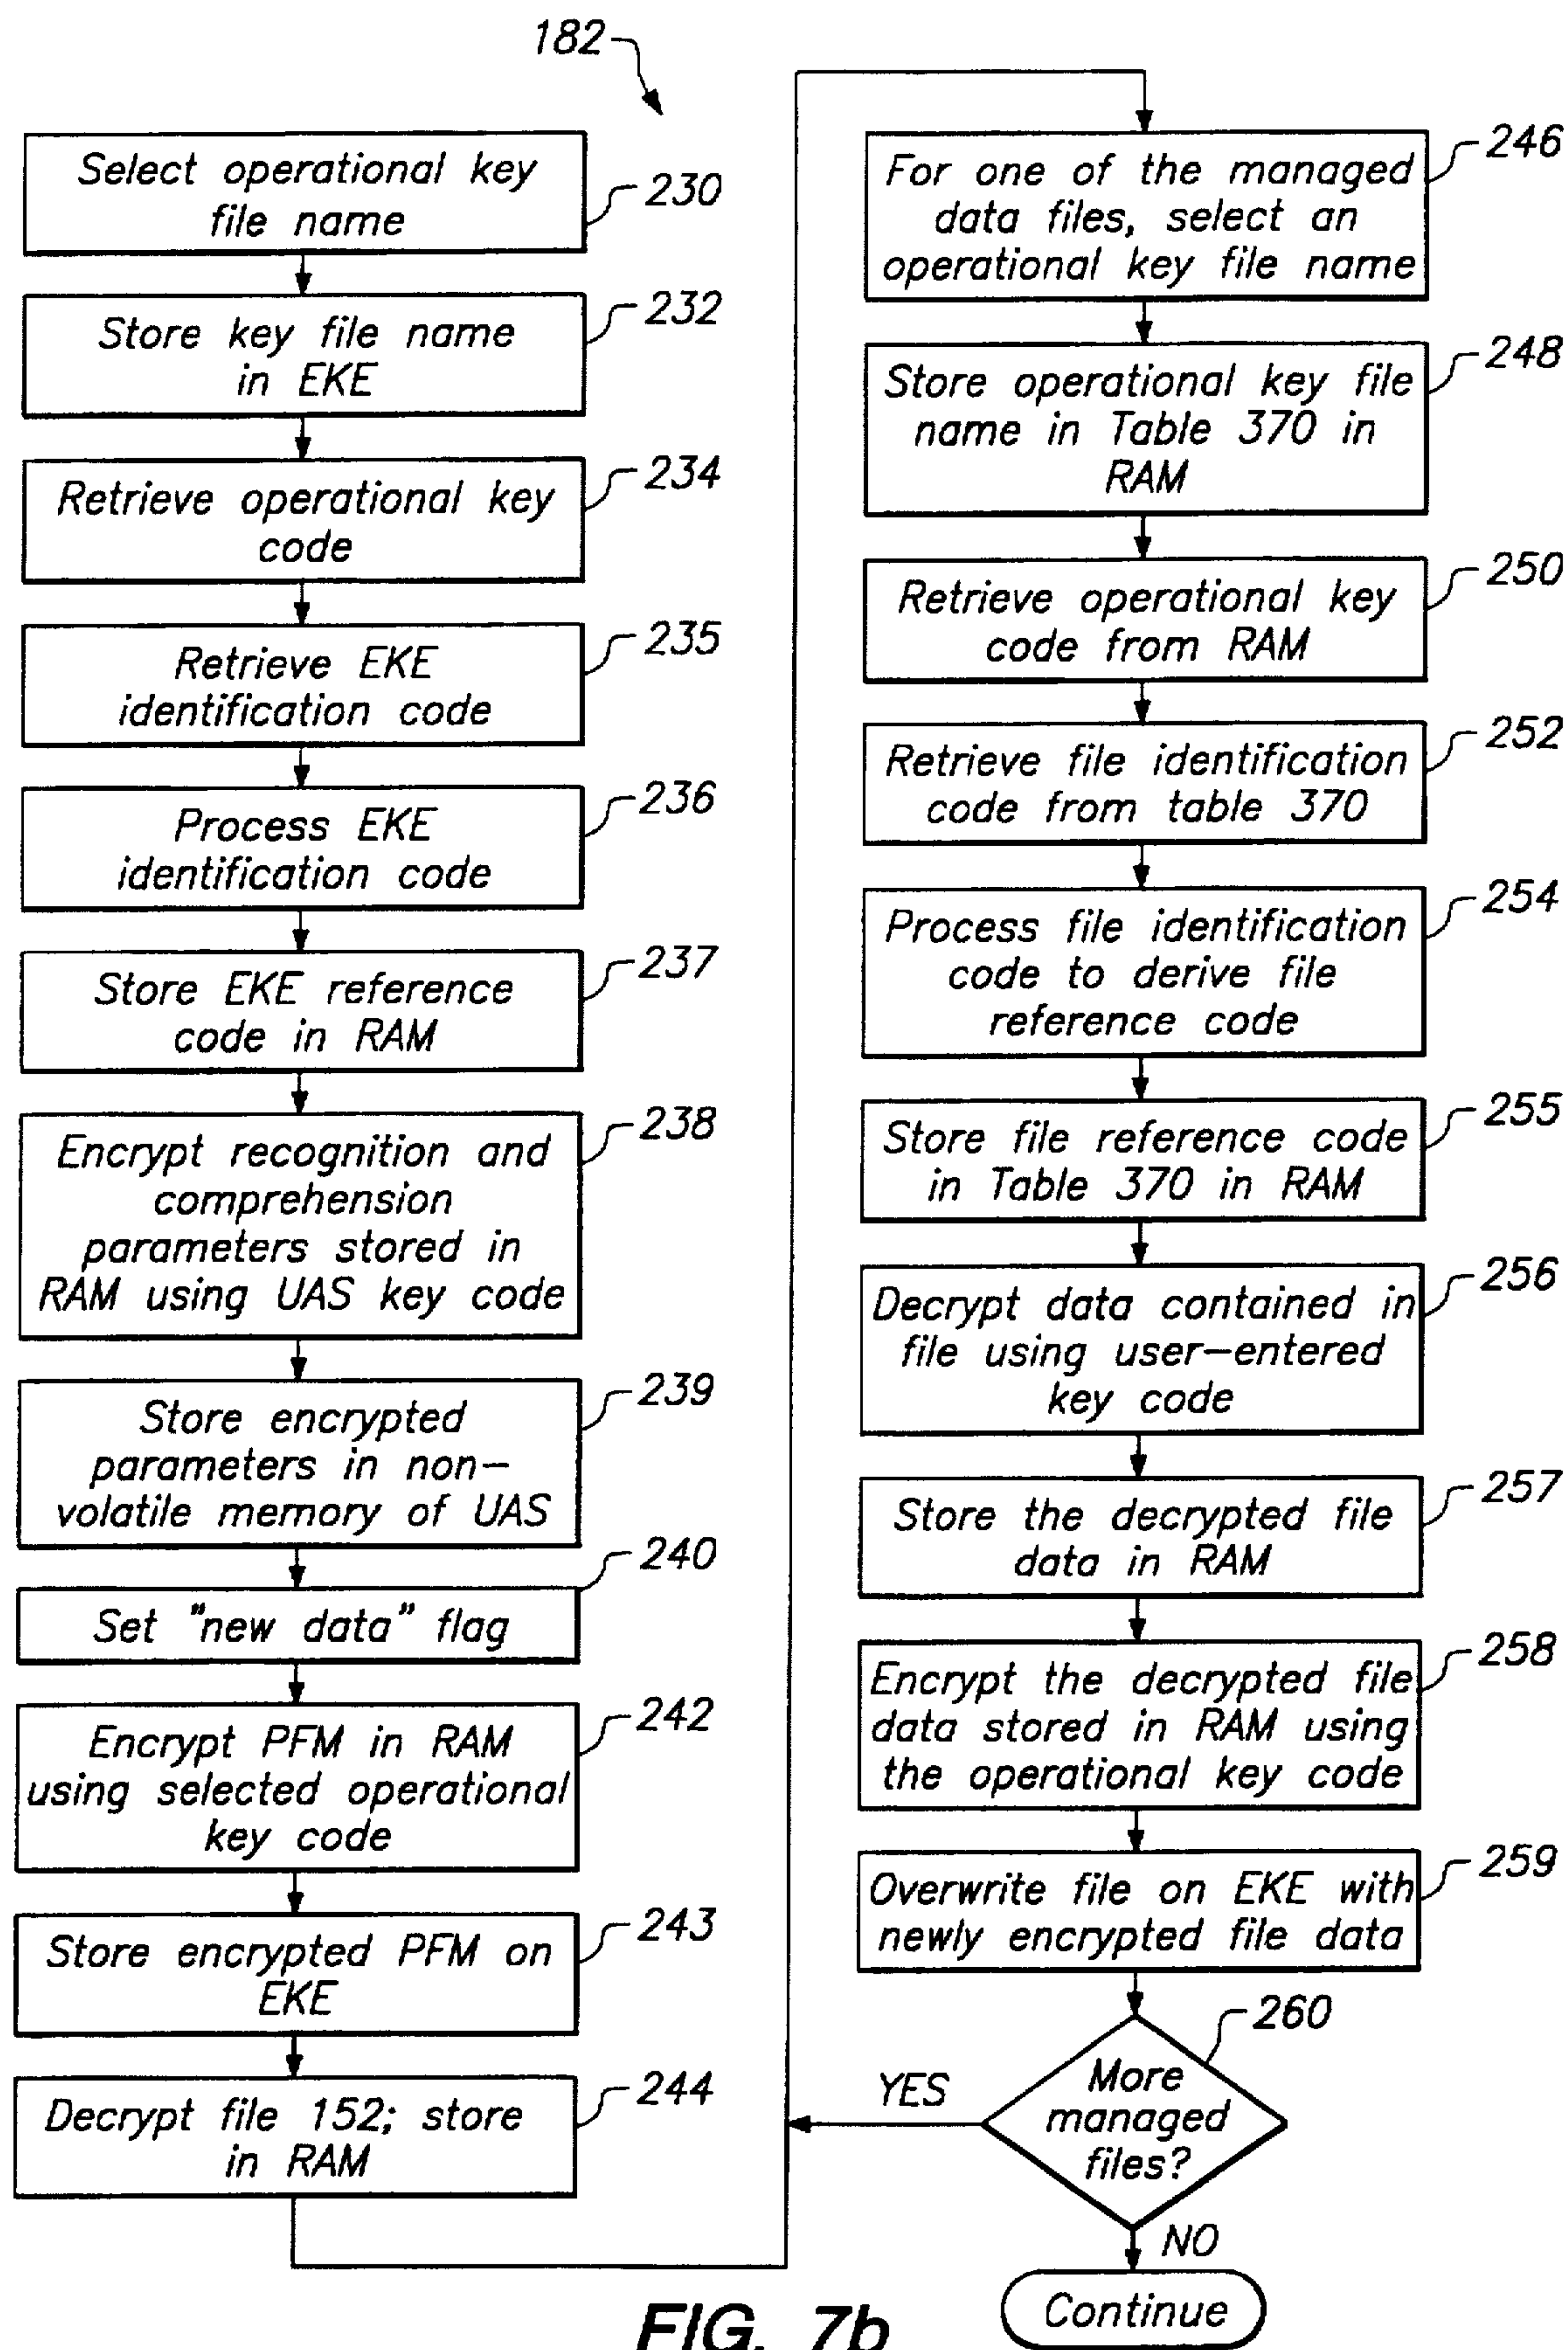 182
Select operational key
file name
230
Store key file name
in EKE
232
Retrieve operational key
code
234
Retrieve EKE
identification code
235
Process EKE
identification code
236
Store EKE reference
code in RAM
237
Encrypt recognition and
comprehension
parameters stored in
RAM using UAS key code
238
Store encrypted
parameters in non-
volatile memory of UAS
239
Set "new data" flag
240
Encrypt PFM in RAM
using selected operational
key code
242
Store encrypted PFM on
EKE
243
Decrypt file 152; store
in RAM
244
For one of the managed
data files, select an
operational key file name
246
Store operational key file
name in Table 370 in
RAM
248
Retrieve operational key
code from RAM
250
Retrieve file identification
code from table 370
252
Process file identification
code to derive file
reference code
254
Store file reference code
in Table 370 in RAM
255
Decrypt data contained in
file using user-entered
key code
256
Store the decrypted file
data in RAM
257
Encrypt the decrypted file
data stored in RAM using
the operational key code
258
Overwrite file on EKE with
newly encrypted file data
259
More
managed
files?
260
YES
NO
Continue
FIG. 7b